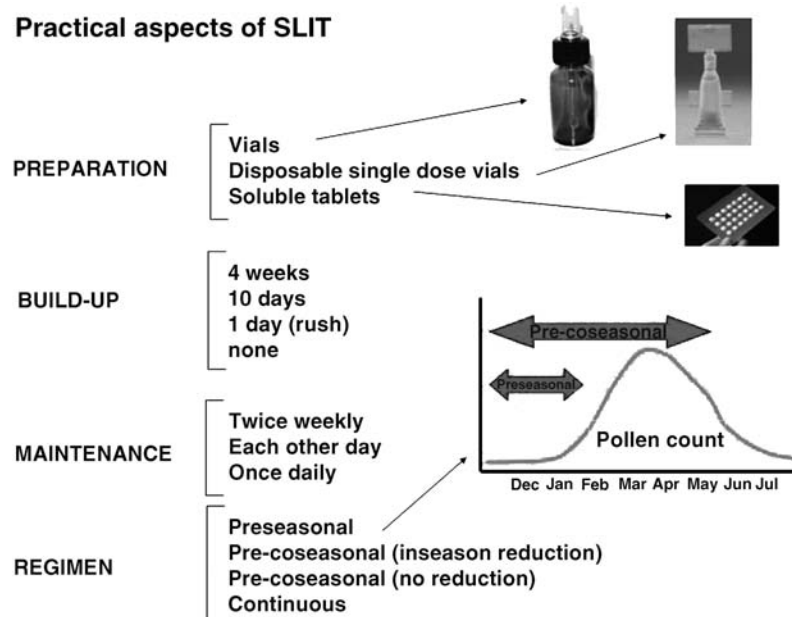 Practical aspects of SLIT
PREPARATION
Vials
Disposable single dose vials
Soluble tablets
BUILD-UP
4 weeks
10 days
1 day (rush)
none
MAINTENANCE
Twice weekly
Each other day
Once daily
REGIMEN
Preseasonal
Pre-coseasonal (inseason reduction)
Pre-coseasonal (no reduction)
Continuous
Pre-coseasonal
Preseasonal
Pollen count
Dec Jan Feb Mar Apr May Jun Jul